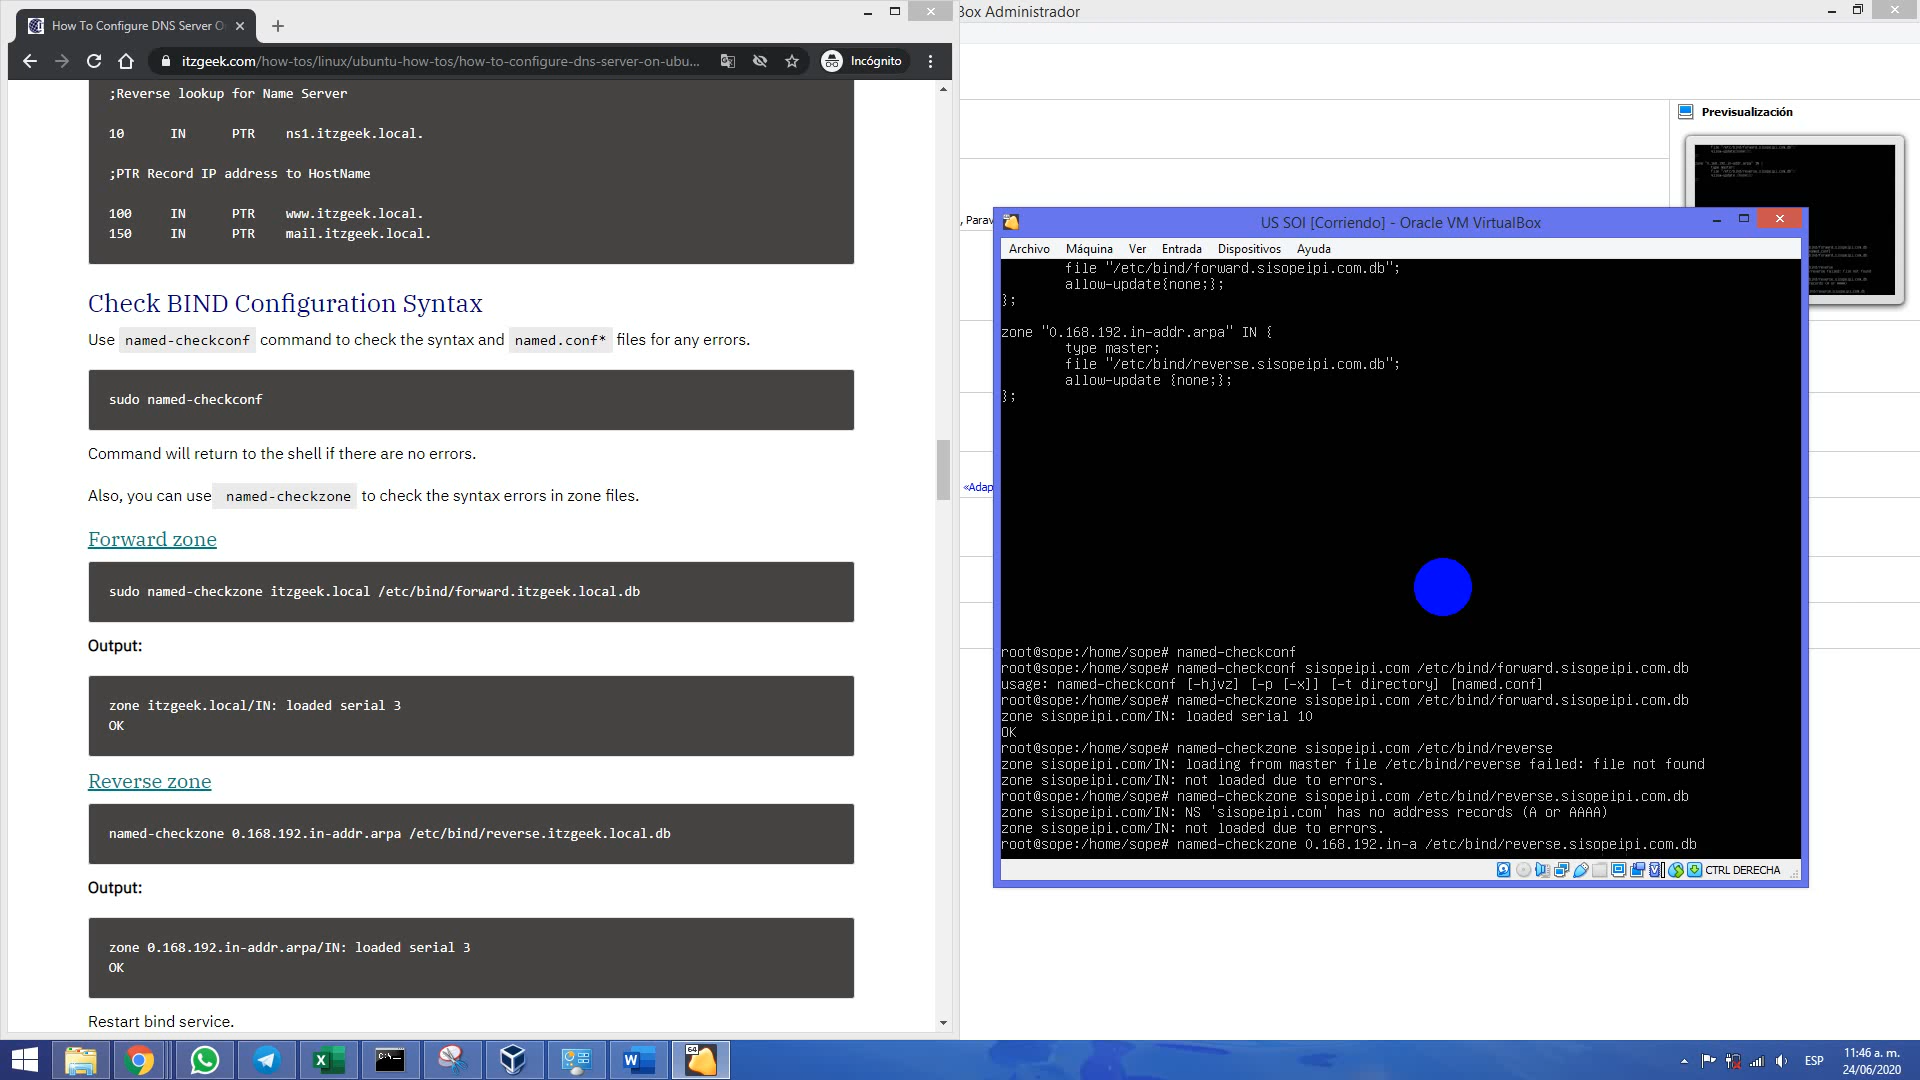 How To Configure DNS Server O
itzgeek.com/how-tos/linux/ubuntu-how-tos/how-to-configure-dns-server-on-ubu...
Incógnito
;Reverse lookup for Name Server
10 IN PTR ns1.itzgeek.local.
;PTR Record IP address to HostName
100 IN PTR www.itzgeek.local.
150 IN PTR mail.itzgeek.local.
Check BIND Configuration Syntax
Use named-checkconf command to check the syntax and named.conf* files for any errors.
sudo named-checkconf
Command will return to the shell if there are no errors.
Also, you can use named-checkzone to check the syntax errors in zone files.
Forward zone
sudo named-checkzone itzgeek.local /etc/bind/forward.itzgeek.local.db
Output:
zone itzgeek.local/IN: loaded serial 3
OK
Reverse zone
named-checkzone 0.168.192.in-addr.arpa /etc/bind/reverse.itzgeek.local.db
Output:
zone 0.168.192.in-addr.arpa/IN: loaded serial 3
OK
Restart bind service.
Box Administrador
Previsualización
, Parav
«Adap
US SOI [Corriendo] - Oracle VM VirtualBox
Archivo Máquina Ver Entrada Dispositivos Ayuda
file "/etc/bind/forward.sisopeipi.com.db";
allow-update{none;};
};
zone "0.168.192.in-addr.arpa" IN {
type master;
file "/etc/bind/reverse.sisopeipi.com.db";
allow-update {none;};
};
root@sope:/home/sope# named-checkconf
root@sope:/home/sope# named-checkconf sisopeipi.com /etc/bind/forward.sisopeipi.com.db
usage: named-checkconf [-hjvz] [-p [-x]] [-t directory] [named.conf]
root@sope:/home/sope# named-checkzone sisopeipi.com /etc/bind/forward.sisopeipi.com.db
zone sisopeipi.com/IN: loaded serial 10
OK
root@sope:/home/sope# named-checkzone sisopeipi.com /etc/bind/reverse
zone sisopeipi.com/IN: loading from master file /etc/bind/reverse failed: file not found
zone sisopeipi.com/IN: not loaded due to errors.
root@sope:/home/sope# named-checkzone sisopeipi.com /etc/bind/reverse.sisopeipi.com.db
zone sisopeipi.com/IN: NS 'sisopeipi.com' has no address records (A or AAAA)
zone sisopeipi.com/IN: not loaded due to errors.
root@sope:/home/sope# named-checkzone 0.168.192.in-a /etc/bind/reverse.sisopeipi.com.db
CTRL DERECHA
64
ESP
11:46 a. m.
24/06/2020